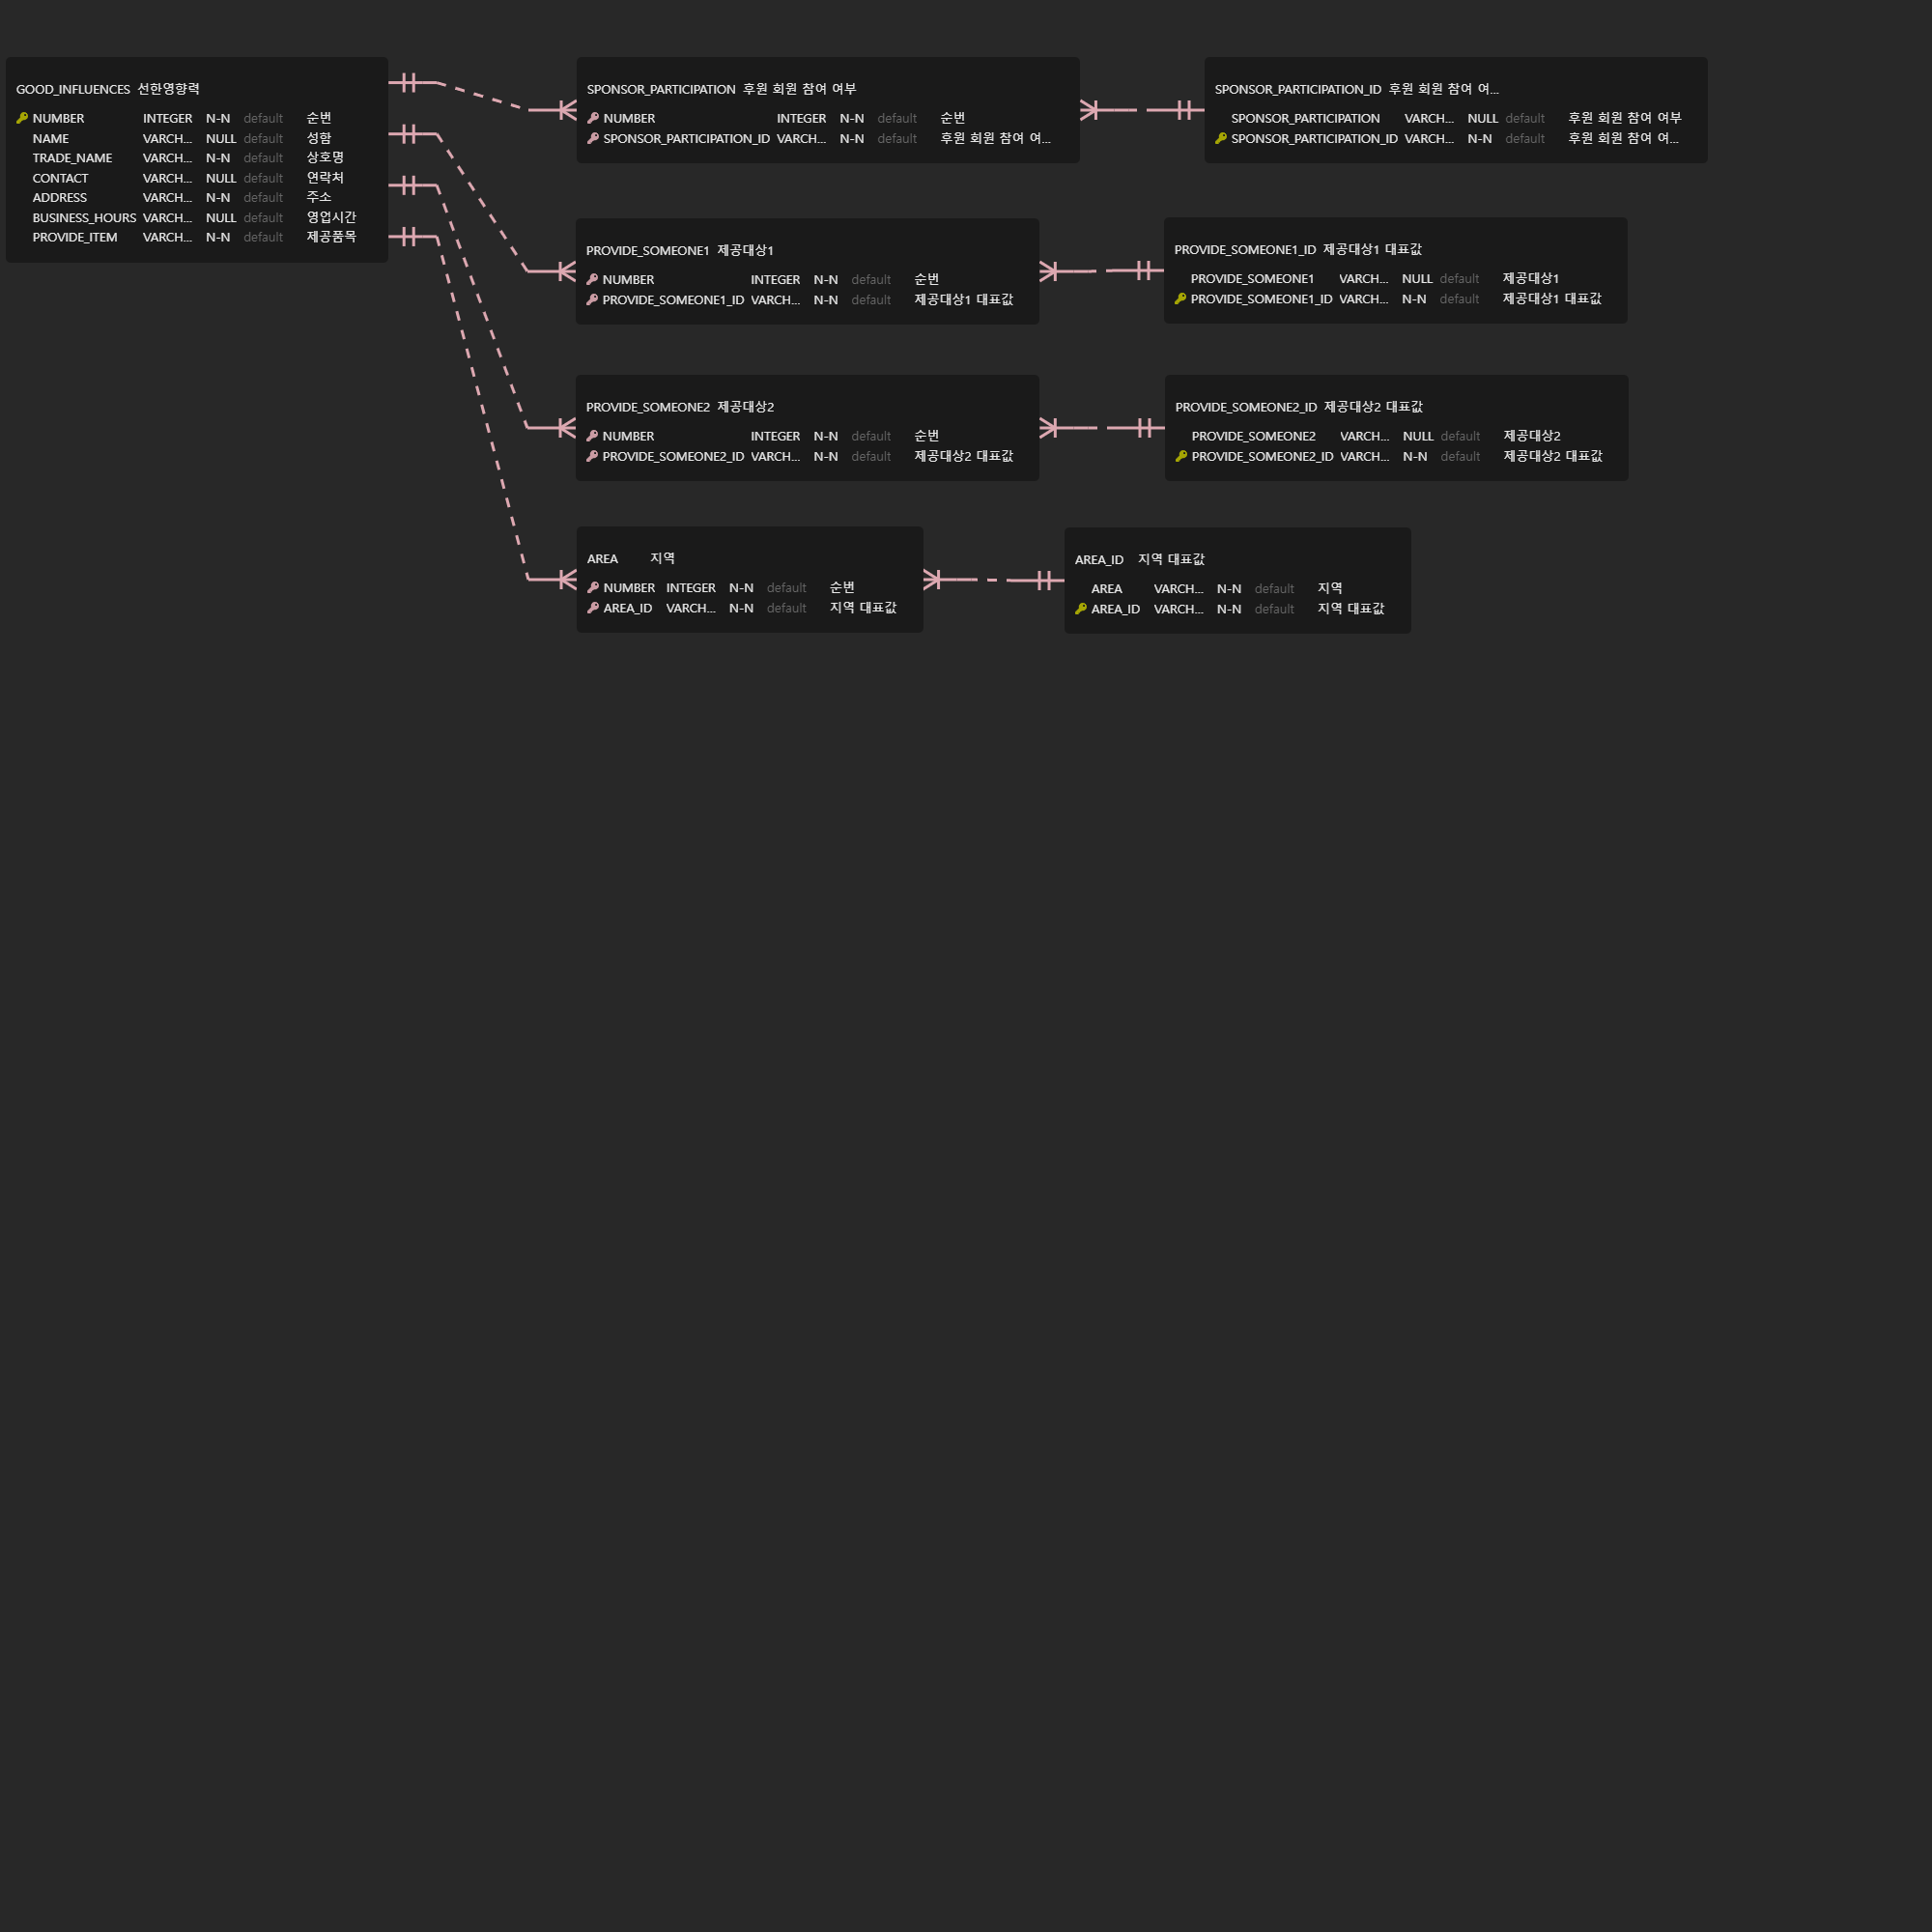 GOOD_INFLUENCES 선한영향력
NUMBER INTEGER N-N default 순번
NAME VARCH... NULL default 성함
TRADE_NAME VARCH... N-N default 상호명
CONTACT VARCH... NULL default 연락처
ADDRESS VARCH... N-N default 주소
BUSINESS_HOURS VARCH... NULL default 영업시간
PROVIDE_ITEM VARCH... N-N default 제공품목
SPONSOR_PARTICIPATION 후원 회원 참여 여부
NUMBER INTEGER N-N default 순번
SPONSOR_PARTICIPATION_ID VARCH... N-N default 후원 회원 참여 여...
SPONSOR_PARTICIPATION_ID 후원 회원 참여 여...
SPONSOR_PARTICIPATION VARCH... NULL default 후원 회원 참여 여부
SPONSOR_PARTICIPATION_ID VARCH... N-N default 후원 회원 참여 여...
PROVIDE_SOMEONE1 제공대상1
NUMBER INTEGER N-N default 순번
PROVIDE_SOMEONE1_ID VARCH... N-N default 제공대상1 대표값
PROVIDE_SOMEONE1_ID 제공대상1 대표값
PROVIDE_SOMEONE1 VARCH... NULL default 제공대상1
PROVIDE_SOMEONE1_ID VARCH... N-N default 제공대상1 대표값
PROVIDE_SOMEONE2 제공대상2
NUMBER INTEGER N-N default 순번
PROVIDE_SOMEONE2_ID VARCH... N-N default 제공대상2 대표값
PROVIDE_SOMEONE2_ID 제공대상2 대표값
PROVIDE_SOMEONE2 VARCH... NULL default 제공대상2
PROVIDE_SOMEONE2_ID VARCH... N-N default 제공대상2 대표값
AREA 지역
NUMBER INTEGER N-N default 순번
AREA_ID VARCH... N-N default 지역 대표값
AREA_ID 지역 대표값
AREA VARCH... N-N default 지역
AREA_ID VARCH... N-N default 지역 대표값